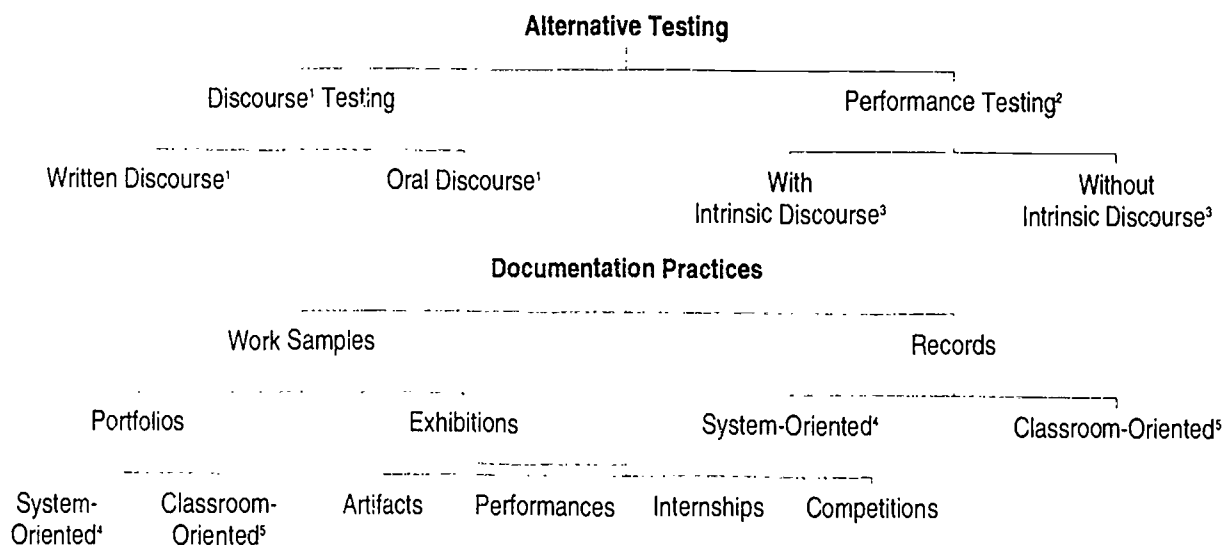 Alternative Testing
Discourse¹ Testing Performance Testing²
Written Discourse¹ Oral Discourse¹ With Intrinsic Discourse³ Without Intrinsic Discourse³
Documentation Practices
Work Samples Records
Portfolios Exhibitions System-Oriented⁴ Classroom-Oriented⁵
System-Oriented⁴ Classroom-Oriented⁵ Artifacts Performances Internships Competitions